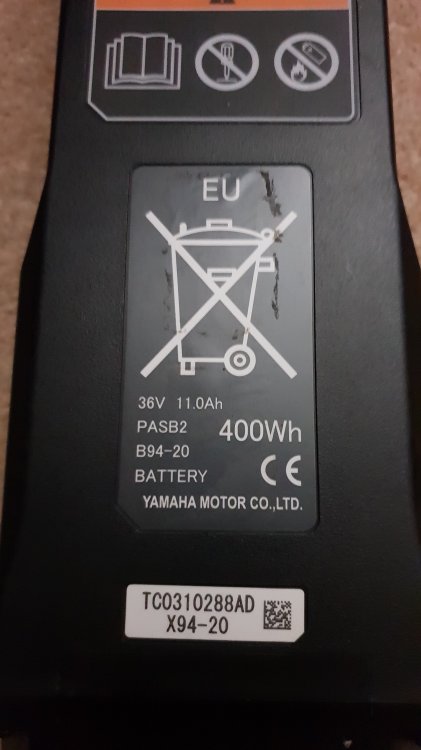 EU
36V 11.0Ah
PASB2 400Wh
B94-20
BATTERY CE
YAMAHA MOTOR CO.,LTD.
TC0310288AD
X94-20